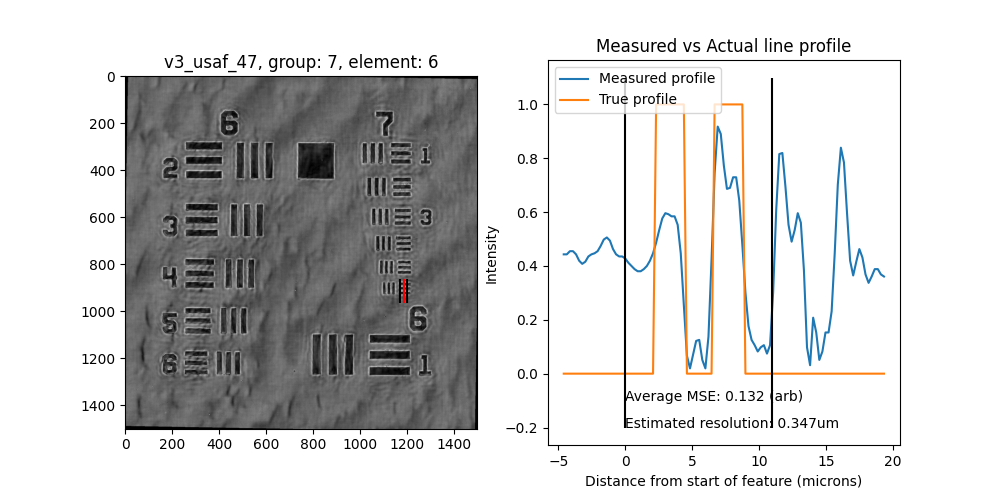 v3_usaf_47, group: 7, element: 6
0
200
400
600
800
1000
1200
1400
0 200 400 600 800 1000 1200 1400
6 7
2 1
3 3
4
6
5
6 1
Measured vs Actual line profile
Measured profile
True profile
Intensity
1.0
0.8
0.6
0.4
0.2
0.0
−0.2
Average MSE: 0.132 (arb)
Estimated resolution: 0.347um
−5 0 5 10 15 20
Distance from start of feature (microns)